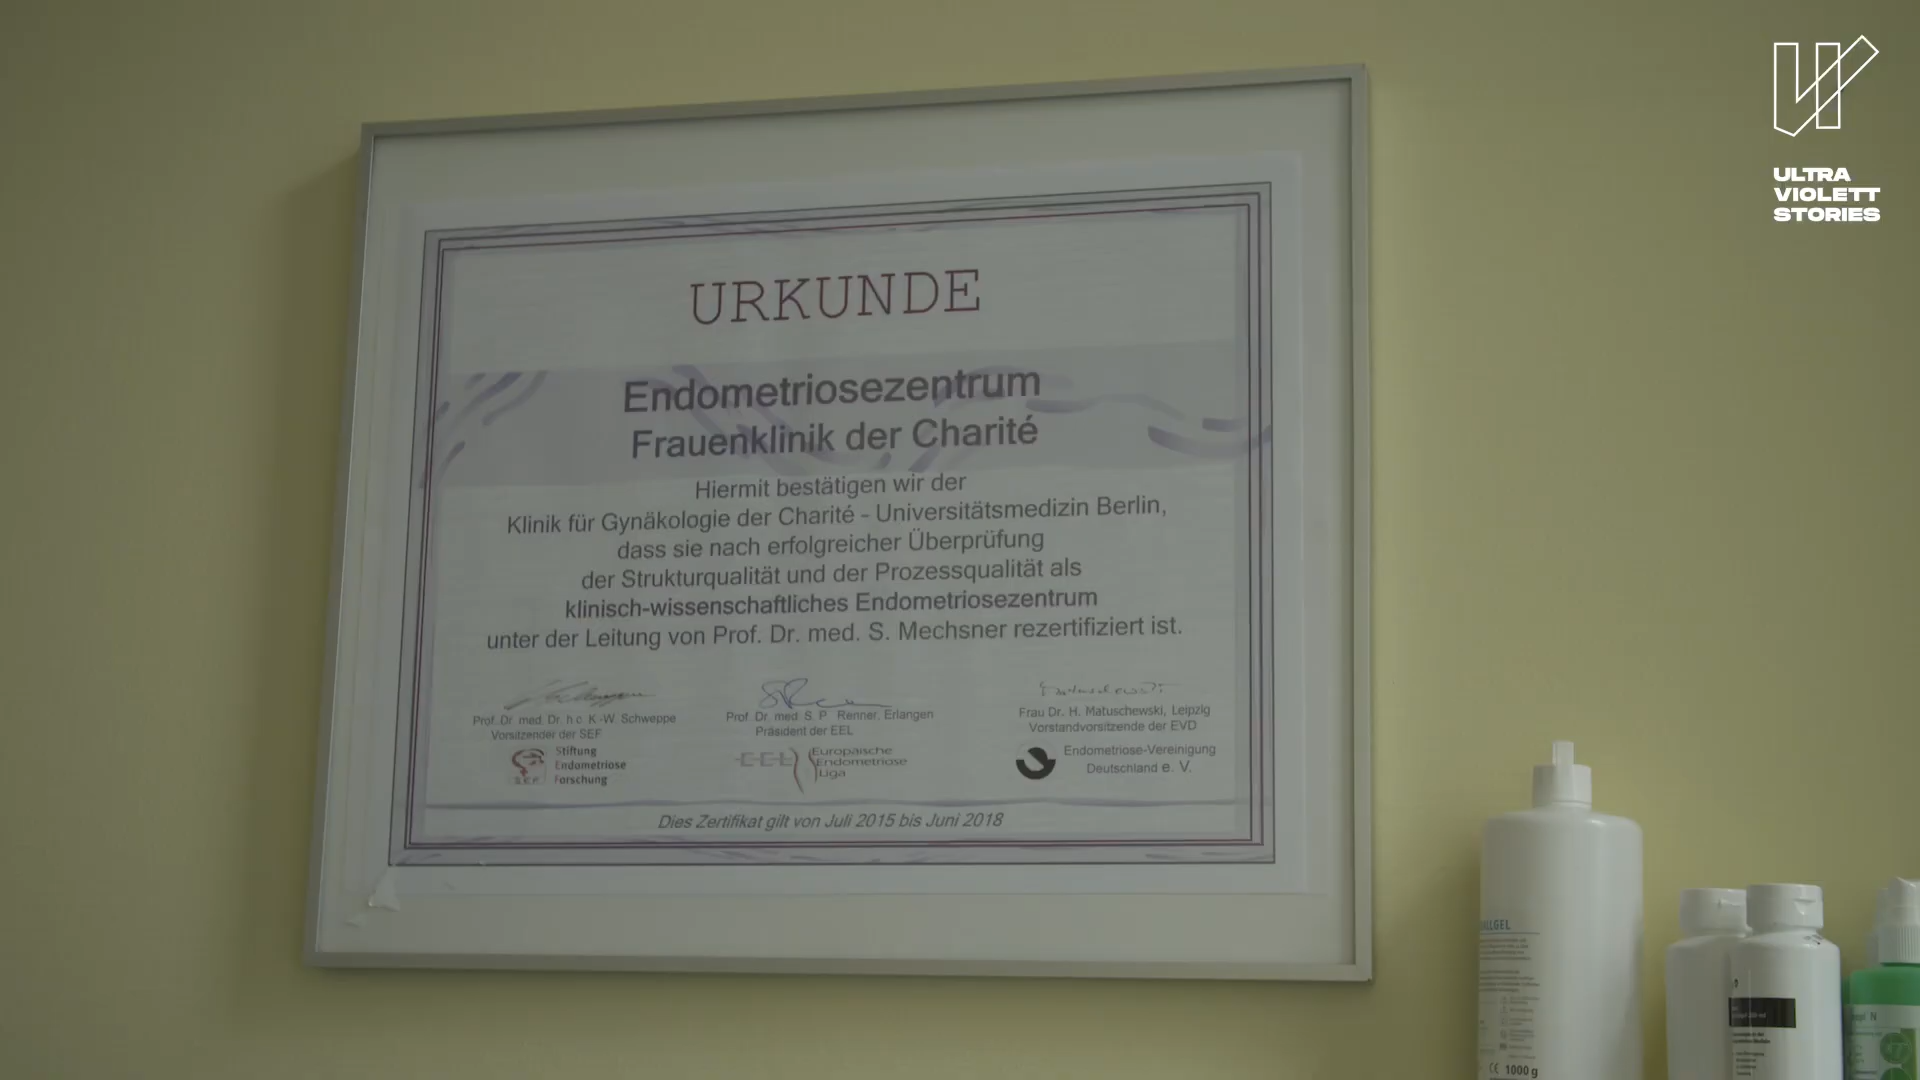 ULTRA
VIOLETT
STORIES
URKUNDE
Endometriosezentrum
Frauenklinik der Charité
Hiermit bestätigen wir der
Klinik für Gynäkologie der Charité - Universitätsmedizin Berlin,
dass sie nach erfolgreicher Überprüfung
der Strukturqualität und der Prozessqualität als
klinisch-wissenschaftliches Endometriosezentrum
unter der Leitung von Prof. Dr. med. S. Mechsner rezertifiziert ist.
Prof. Dr. med. Dr. h.c. K.-W. Schweppe
Vorsitzender der SEF
SEF
Stiftung
Endometriose
Forschung
Prof. Dr. med. S. P. Renner, Erlangen
Präsident der EEL
EEL
Europäische
Endometriose
Liga
Frau Dr. H. Matuschewski, Leipzig
Vorstandvorsitzende der EVD
Endometriose-Vereinigung
Deutschland e. V.
Dies Zertifikat gilt von Juli 2015 bis Juni 2018
CE 1000 g